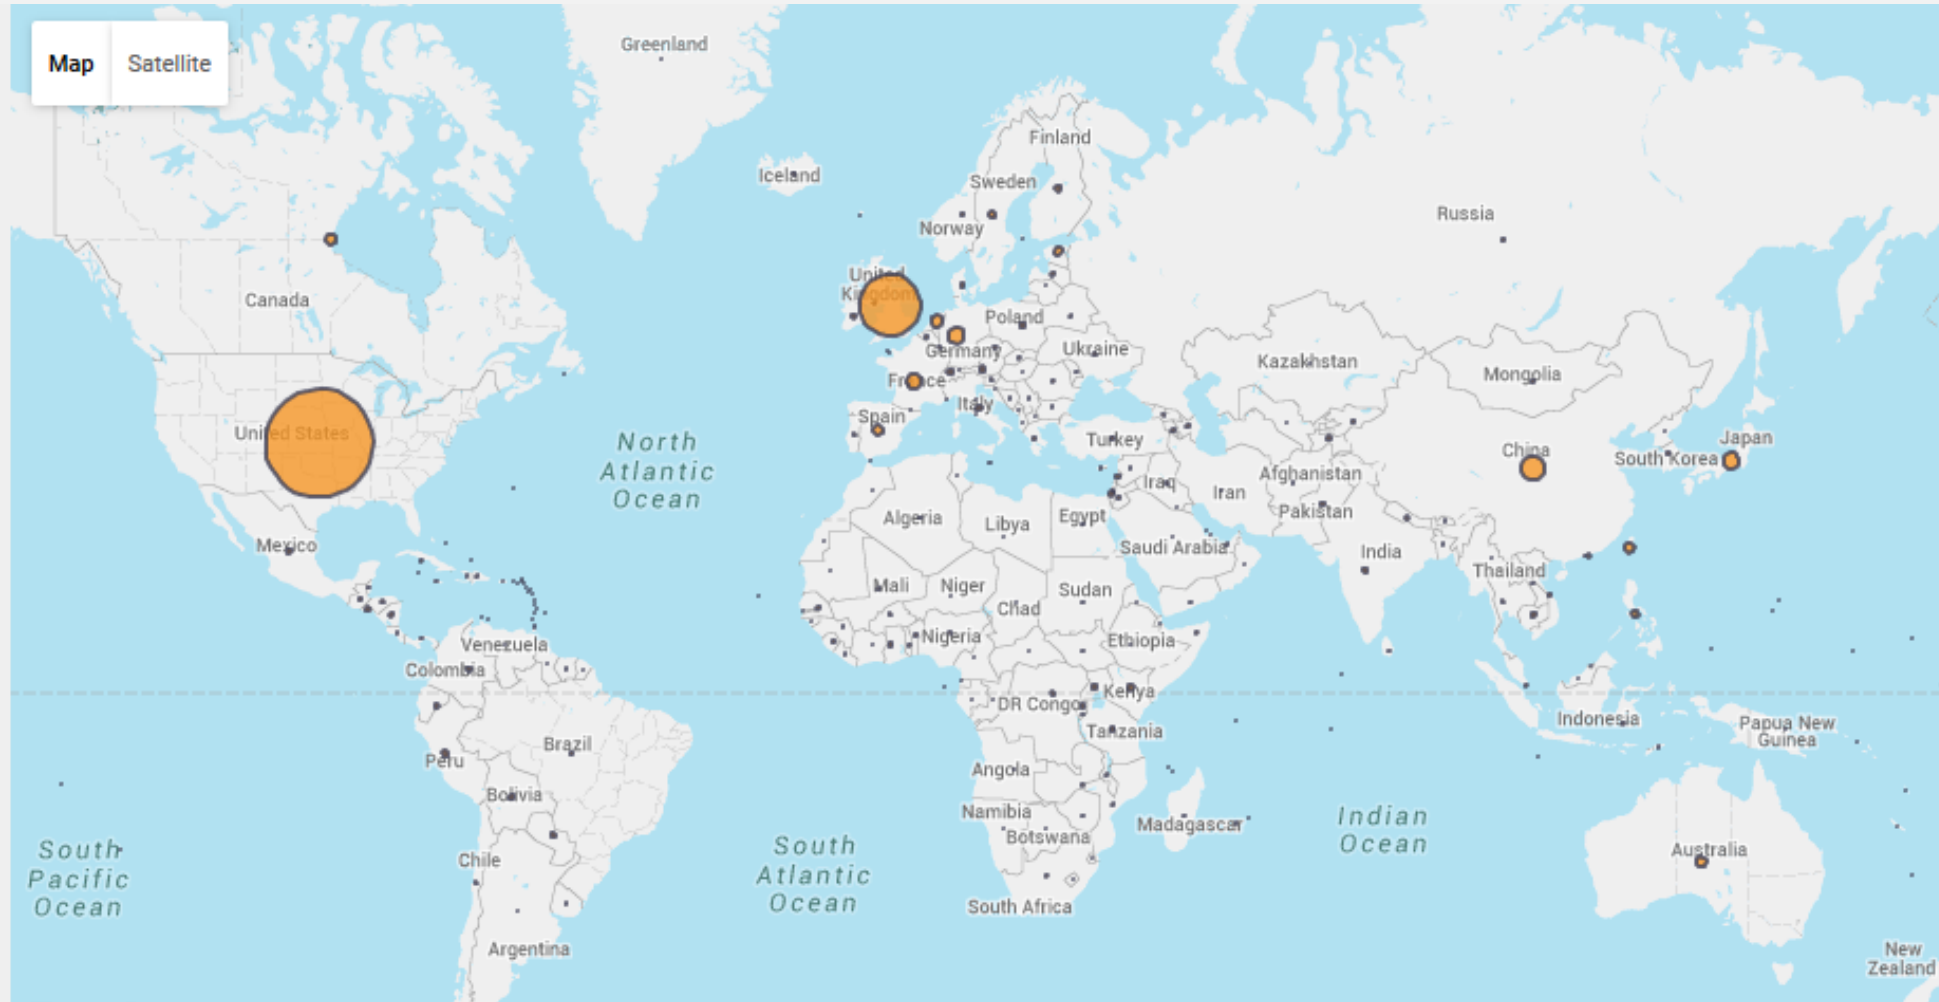 Map
Satellite
Greenland
Finland
Iceland
Sweden
Russia
Norway
United
Kingdom
Canada
Poland
Germany
Ukraine
Kazakhstan
Mongolia
France
Italy
Spain
United States
Turkey
China
Japan
South Korea
North
Atlantic
Ocean
Afghanistan
Iraq
Iran
Pakistan
Algeria
Libya
Egypt
Mexico
Saudi Arabia
India
Thailand
Mali
Niger
Sudan
Chad
Nigeria
Ethiopia
Venezuela
Colombia
Kenya
DR Congo
Indonesia
Papua New
Guinea
Tanzania
Brazil
Peru
Angola
Bolivia
Namibia
Botswana
Madagascar
Indian
Ocean
South
Pacific
Ocean
South
Atlantic
Ocean
Chile
Australia
South Africa
Argentina
New
Zealand